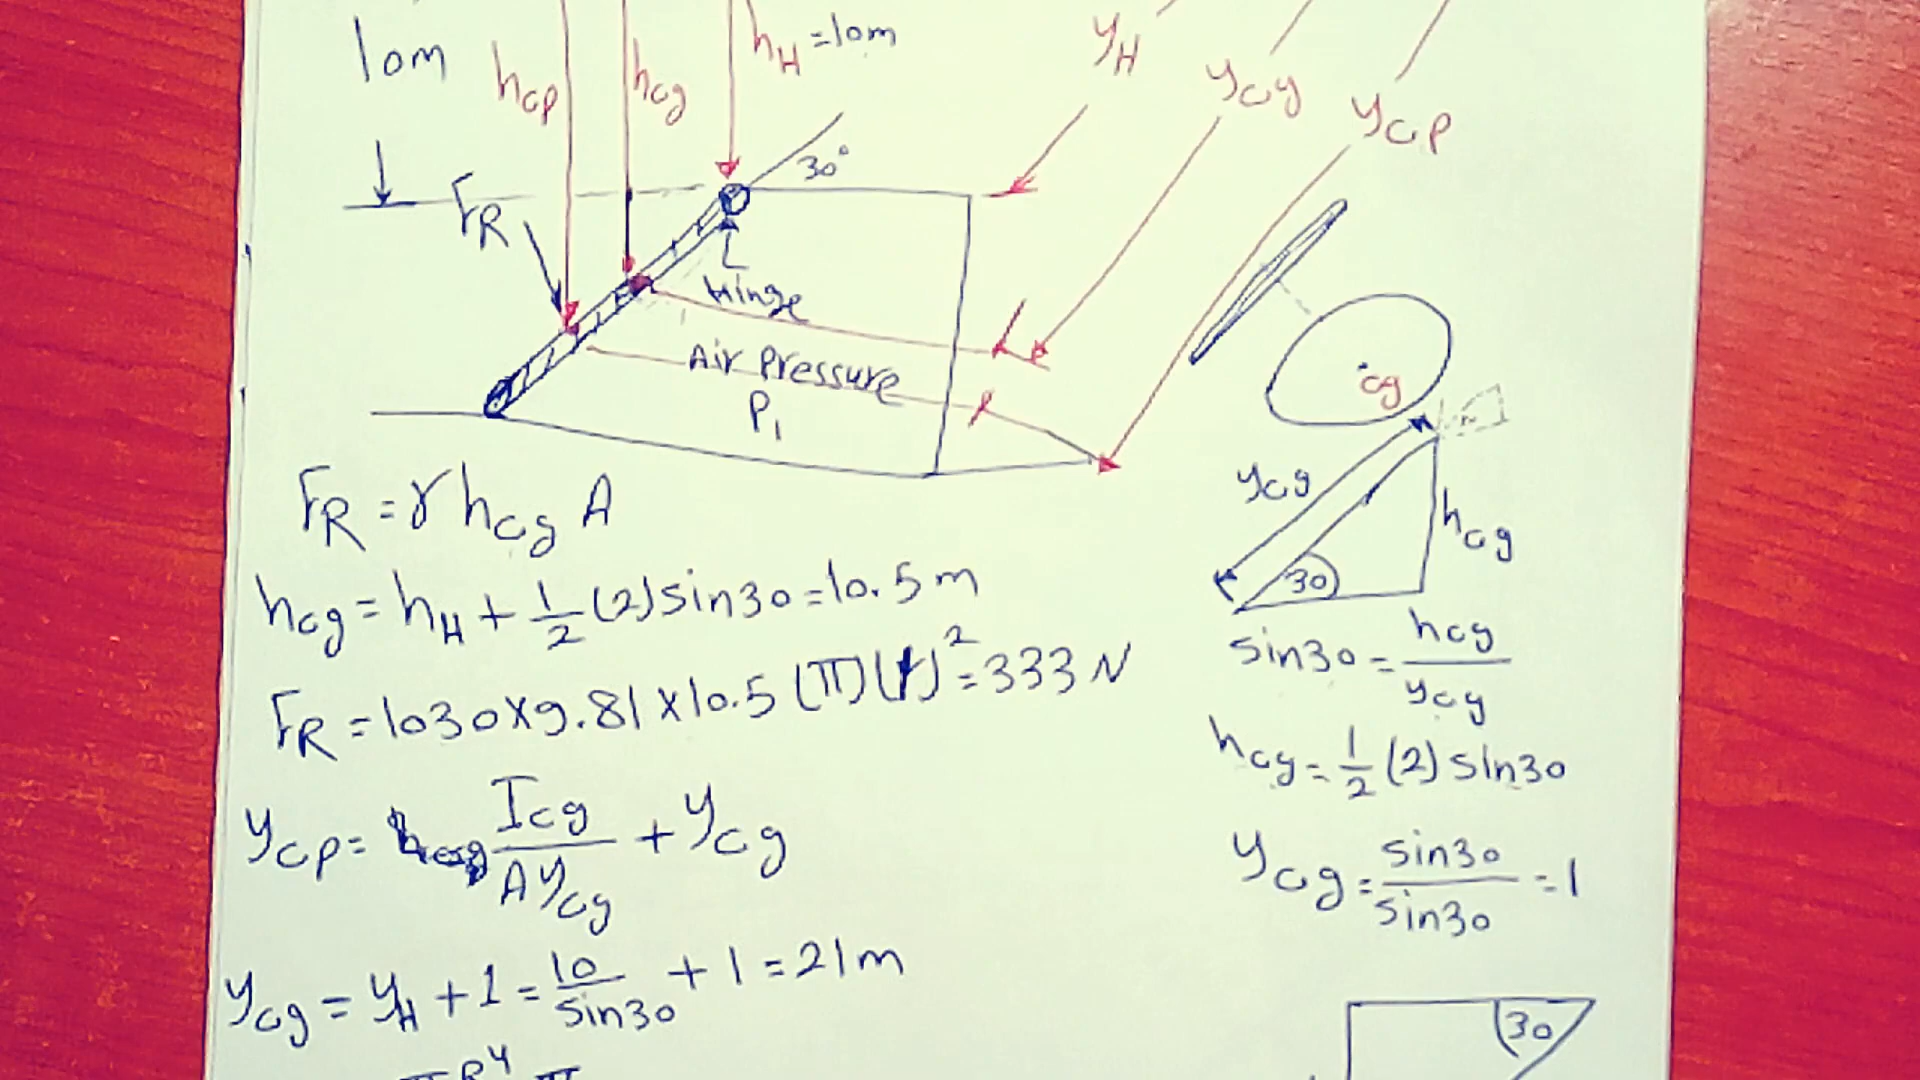 10m
hcp
hcg
hH=10m
yH
ycg
ycp
30°
FR
Hinge
Air Pressure
P1
cg
FR = γ hcg A
ycg
hcg
30
hcg = hH + 1/2 (2) sin30 = 10.5 m
sin30 = hcg/ycg
FR = 1030×9.81×10.5 (π)(1)² = 333 N
hcg = 1/2 (2) sin30
ycp = Icg/Aycg + ycg
ycg = sin30/sin30 = 1
ycg = yH + 1 = 10/sin30 + 1 = 21m
30
πR⁴ π